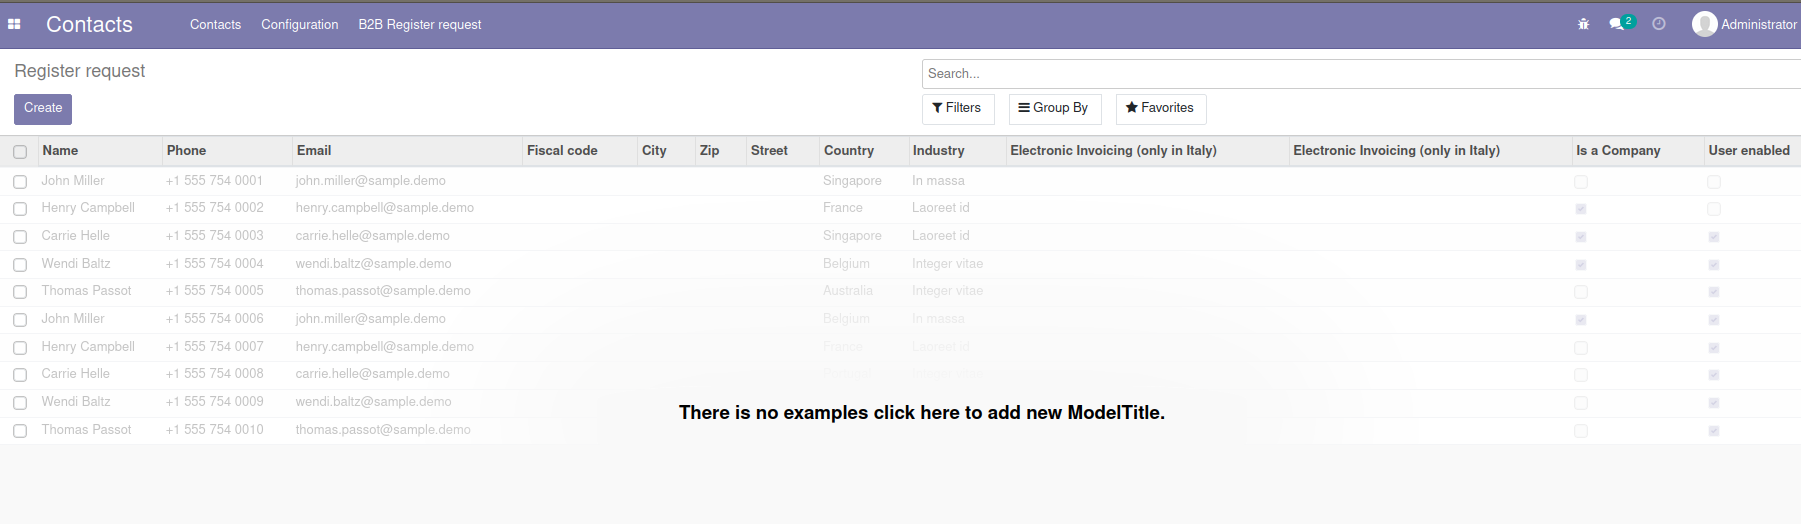 Contacts Contacts Configuration B2B Register request 2 Administrator
Register request
Search...
Create Filters Group By Favorites
Name Phone Email Fiscal code City Zip Street Country Industry Electronic Invoicing (only in Italy) Electronic Invoicing (only in Italy) Is a Company User enabled
John Miller +1 555 754 0001 john.miller@sample.demo Singapore In massa
Henry Campbell +1 555 754 0002 henry.campbell@sample.demo France Laoreet id
Carrie Helle +1 555 754 0003 carrie.helle@sample.demo Singapore Laoreet id
Wendi Baltz +1 555 754 0004 wendi.baltz@sample.demo Belgium Integer vitae
Thomas Passot +1 555 754 0005 thomas.passot@sample.demo Australia Integer vitae
John Miller +1 555 754 0006 john.miller@sample.demo Belgium In massa
Henry Campbell +1 555 754 0007 henry.campbell@sample.demo France Laoreet id
Carrie Helle +1 555 754 0008 carrie.helle@sample.demo
Wendi Baltz +1 555 754 0009 wendi.baltz@sample.demo
There is no examples click here to add new ModelTitle.
Thomas Passot +1 555 754 0010 thomas.passot@sample.demo